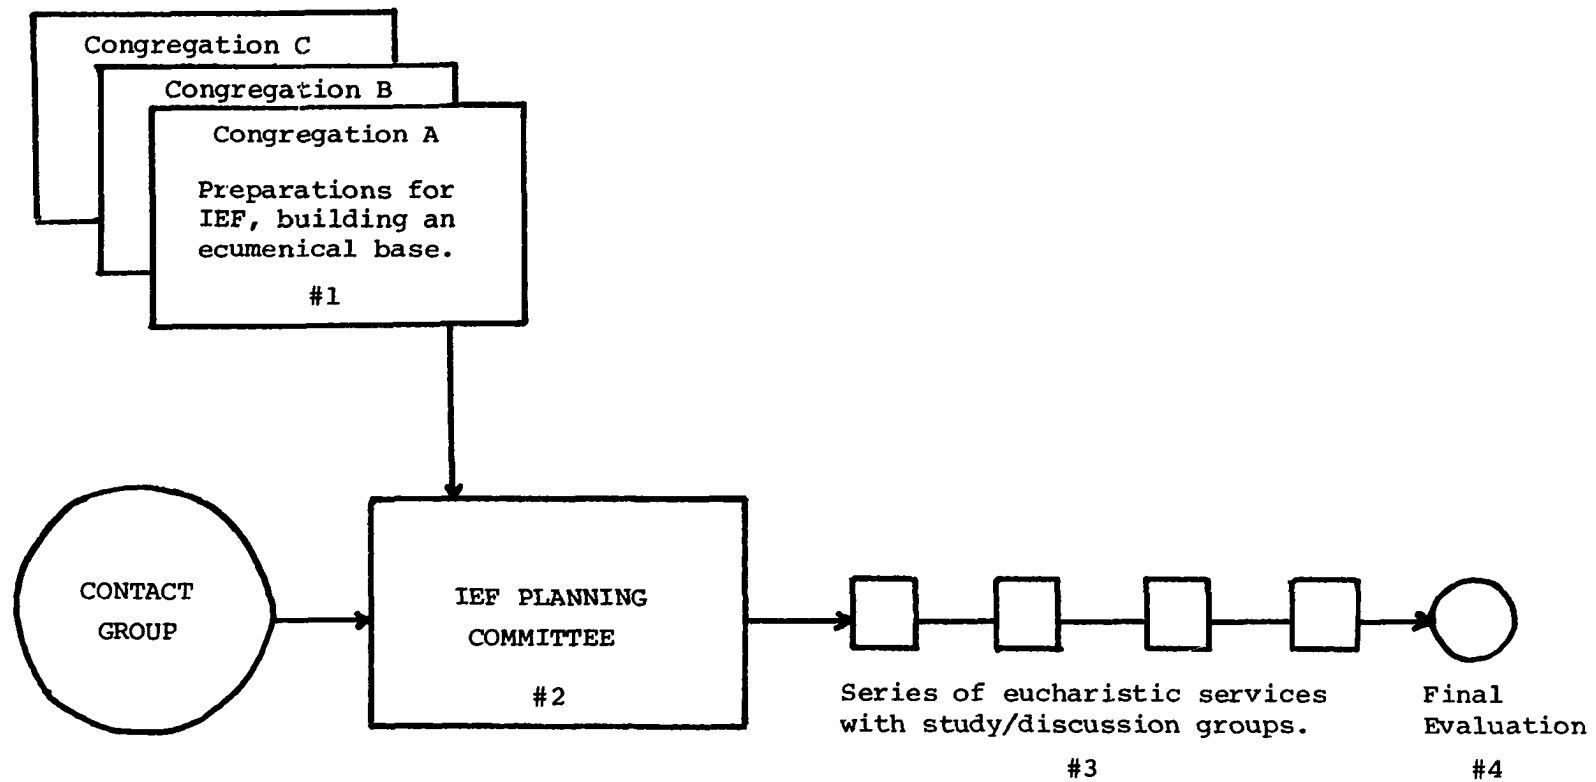 Congregation C
Congregation B
Congregation A
Preparations for
IEF, building an
ecumenical base.
#1
CONTACT
GROUP
IEF PLANNING
COMMITTEE
#2
Series of eucharistic services
with study/discussion groups.
#3
Final
Evaluation
#4